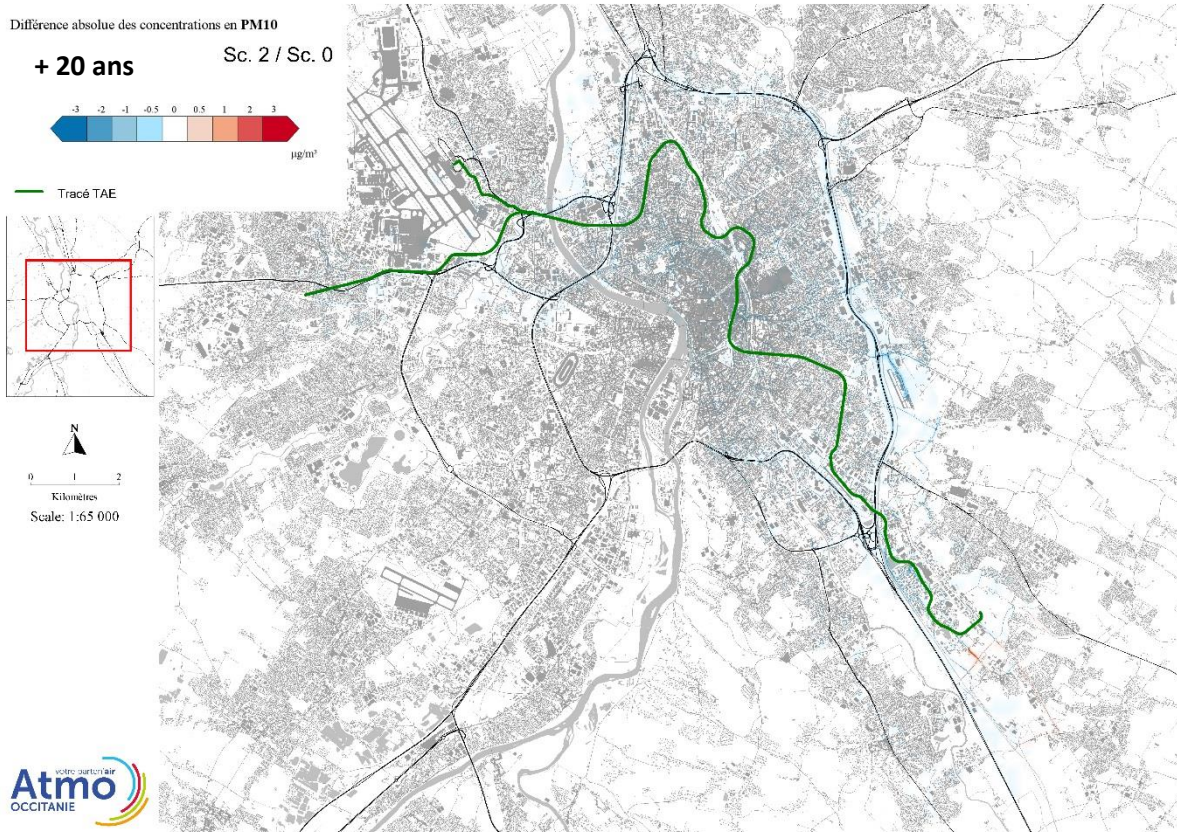 Différence absolue des concentrations en PM10
+ 20 ans
Sc. 2 / Sc. 0
-3 -2 -1 -0.5 0 0.5 1 2 3
µg/m³
Tracé TAE
N
0 1 2
Kilomètres
Scale: 1:65 000
votre parten'air
Atmo
OCCITANIE